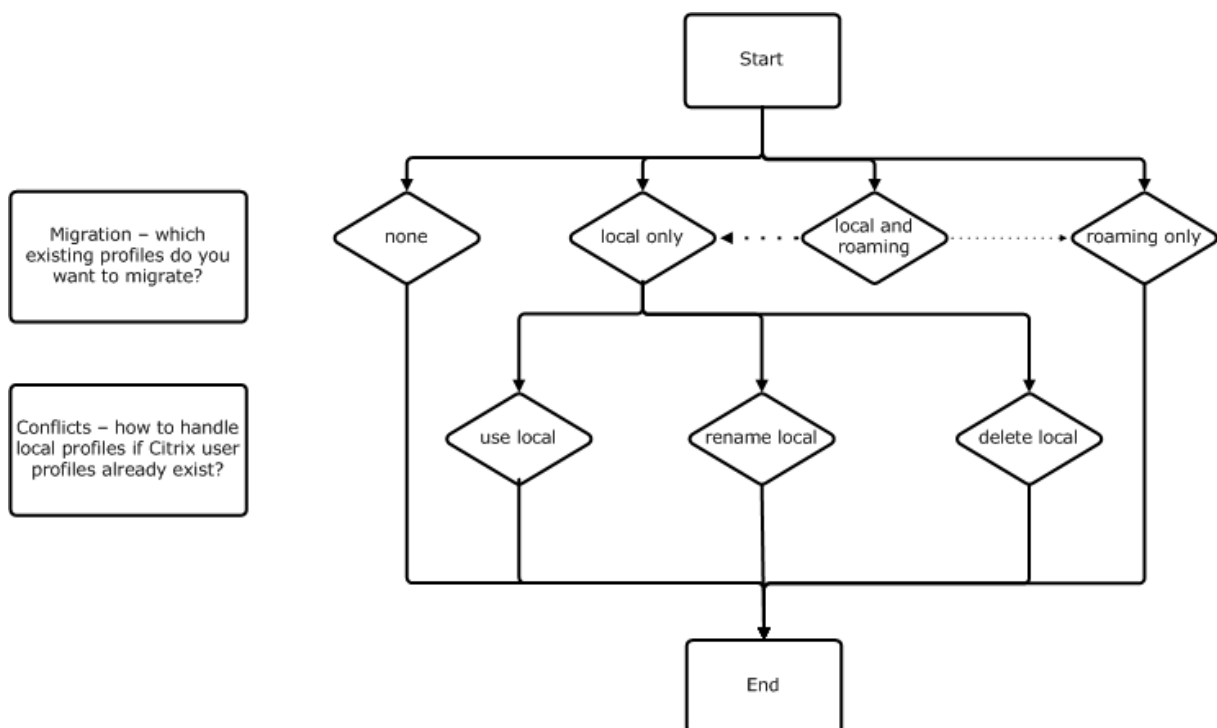 Start
Migration – which
existing profiles do you
want to migrate?
none
local only
local and
roaming
roaming only
Conflicts – how to handle
local profiles if Citrix user
profiles already exist?
use local
rename local
delete local
End